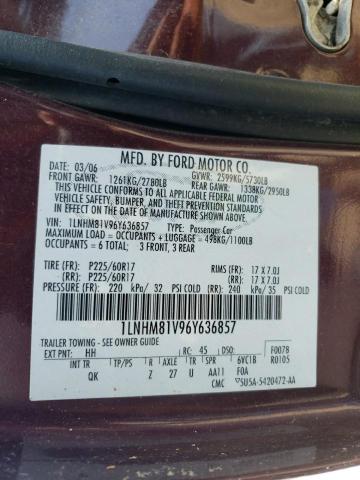 MFD. BY FORD MOTOR CO.
03/06
GVWR: 2599KG/5730LB
FRONT GAWR: 1261KG/2780LB
REAR GAWR: 1338KG/2950LB
THIS VEHICLE CONFORMS TO ALL APPLICABLE FEDERAL MOTOR
VEHICLE SAFETY, BUMPER, AND THEFT PREVENTION STANDARDS IN
EFFECT ON THE DATE OF MANUFACTURE SHOWN ABOVE.
VEHICLE IDENTIFICATION NO.: 1LNHM81V96Y636857 TYPE: Passenger Car
MAXIMUM LOAD = OCCUPANTS + LUGGAGE = 498KG/1100LB
OCCUPANTS = 6 TOTAL: 3 FRONT, 3 REAR
TIRE (FR): P225/60R17 RIMS (FR): 17 X 7.0J
(RR): P225/60R17 (RR): 17 X 7.0J
PRESSURE (FR): 220 kPa/ 32 PSI COLD (RR): 240 kPa/ 35 PSI COLD
1LNHM81V96Y636857
TRAILER TOWING - SEE OWNER GUIDE
EXT PNT: HH RC: 45 DSO: F0078
INT TR TP/PS R AXLE TR SPR 6VC1B R0105
QK Z 27 U AA11 F0A
CMC 5U5A-5420472-AA